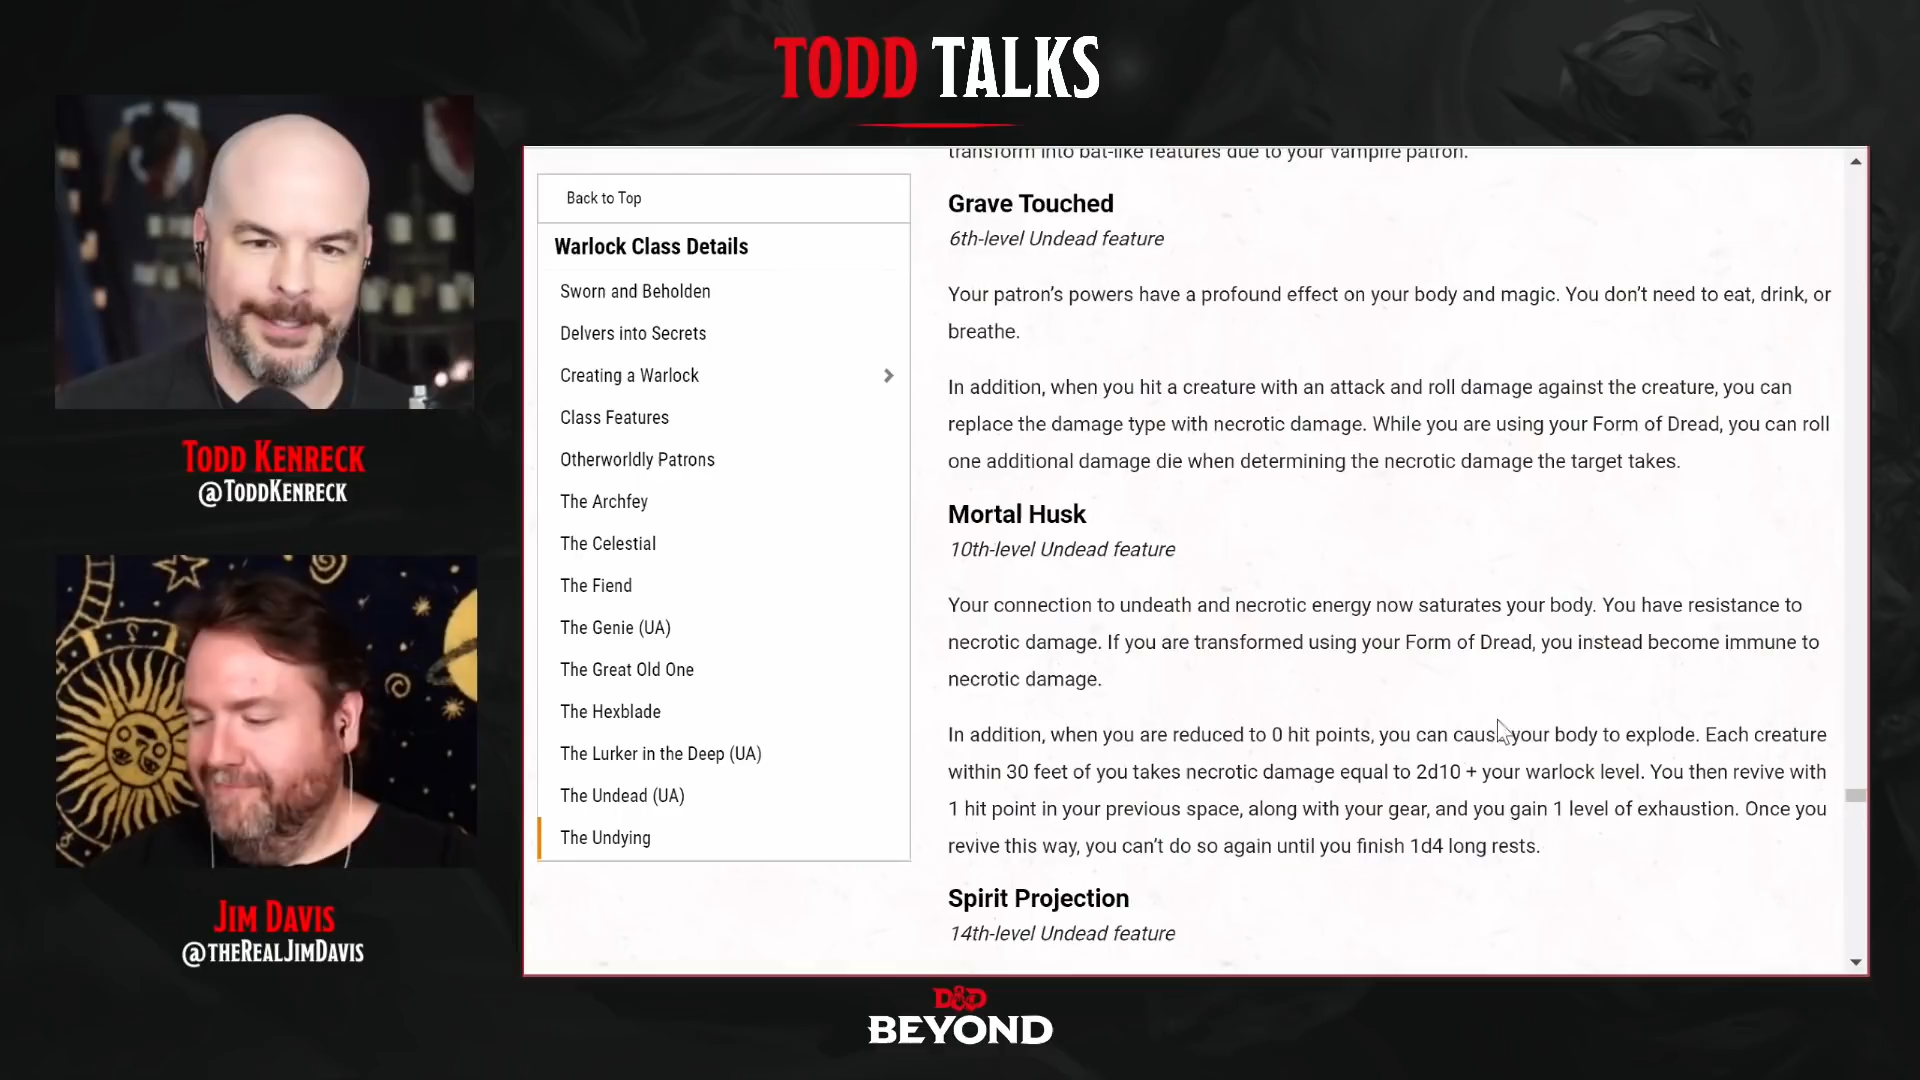 TODD TALKS
TODD KENRECK
@TODDKENRECK
JIM DAVIS
@THEREALJIMDAVIS
Back to Top
Warlock Class Details
Sworn and Beholden
Delvers into Secrets
Creating a Warlock
Class Features
Otherworldly Patrons
The Archfey
The Celestial
The Fiend
The Genie (UA)
The Great Old One
The Hexblade
The Lurker in the Deep (UA)
The Undead (UA)
The Undying
transform into bat-like features due to your vampire patron.
Grave Touched
6th-level Undead feature
Your patron’s powers have a profound effect on your body and magic. You don’t need to eat, drink, or
breathe.
In addition, when you hit a creature with an attack and roll damage against the creature, you can
replace the damage type with necrotic damage. While you are using your Form of Dread, you can roll
one additional damage die when determining the necrotic damage the target takes.
Mortal Husk
10th-level Undead feature
Your connection to undeath and necrotic energy now saturates your body. You have resistance to
necrotic damage. If you are transformed using your Form of Dread, you instead become immune to
necrotic damage.
In addition, when you are reduced to 0 hit points, you can cause your body to explode. Each creature
within 30 feet of you takes necrotic damage equal to 2d10 + your warlock level. You then revive with
1 hit point in your previous space, along with your gear, and you gain 1 level of exhaustion. Once you
revive this way, you can’t do so again until you finish 1d4 long rests.
Spirit Projection
14th-level Undead feature
D&D
BEYOND